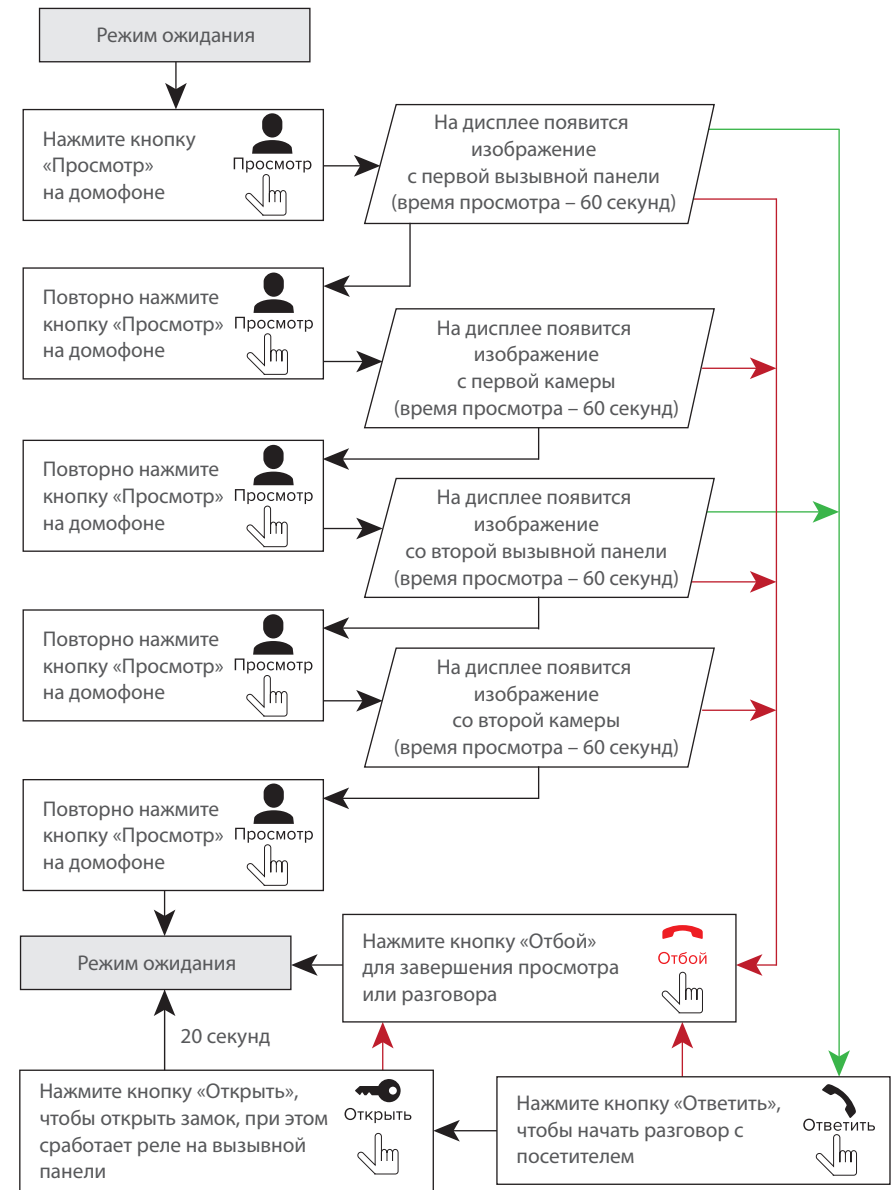 Режим ожидания
Нажмите кнопку
«Просмотр»
на домофоне
Просмотр
На дисплее появится
изображение
с первой вызывной панели
(время просмотра – 60 секунд)
Повторно нажмите
кнопку «Просмотр»
на домофоне
Просмотр
На дисплее появится
изображение
с первой камеры
(время просмотра – 60 секунд)
Повторно нажмите
кнопку «Просмотр»
на домофоне
Просмотр
На дисплее появится
изображение
со второй вызывной панели
(время просмотра – 60 секунд)
Повторно нажмите
кнопку «Просмотр»
на домофоне
Просмотр
На дисплее появится
изображение
со второй камеры
(время просмотра – 60 секунд)
Повторно нажмите
кнопку «Просмотр»
на домофоне
Просмотр
Режим ожидания
Нажмите кнопку «Отбой»
для завершения просмотра
или разговора
Отбой
20 секунд
Нажмите кнопку «Открыть»,
чтобы открыть замок, при этом
сработает реле на вызывной
панели
Открыть
Нажмите кнопку «Ответить»,
чтобы начать разговор с
посетителем
Ответить